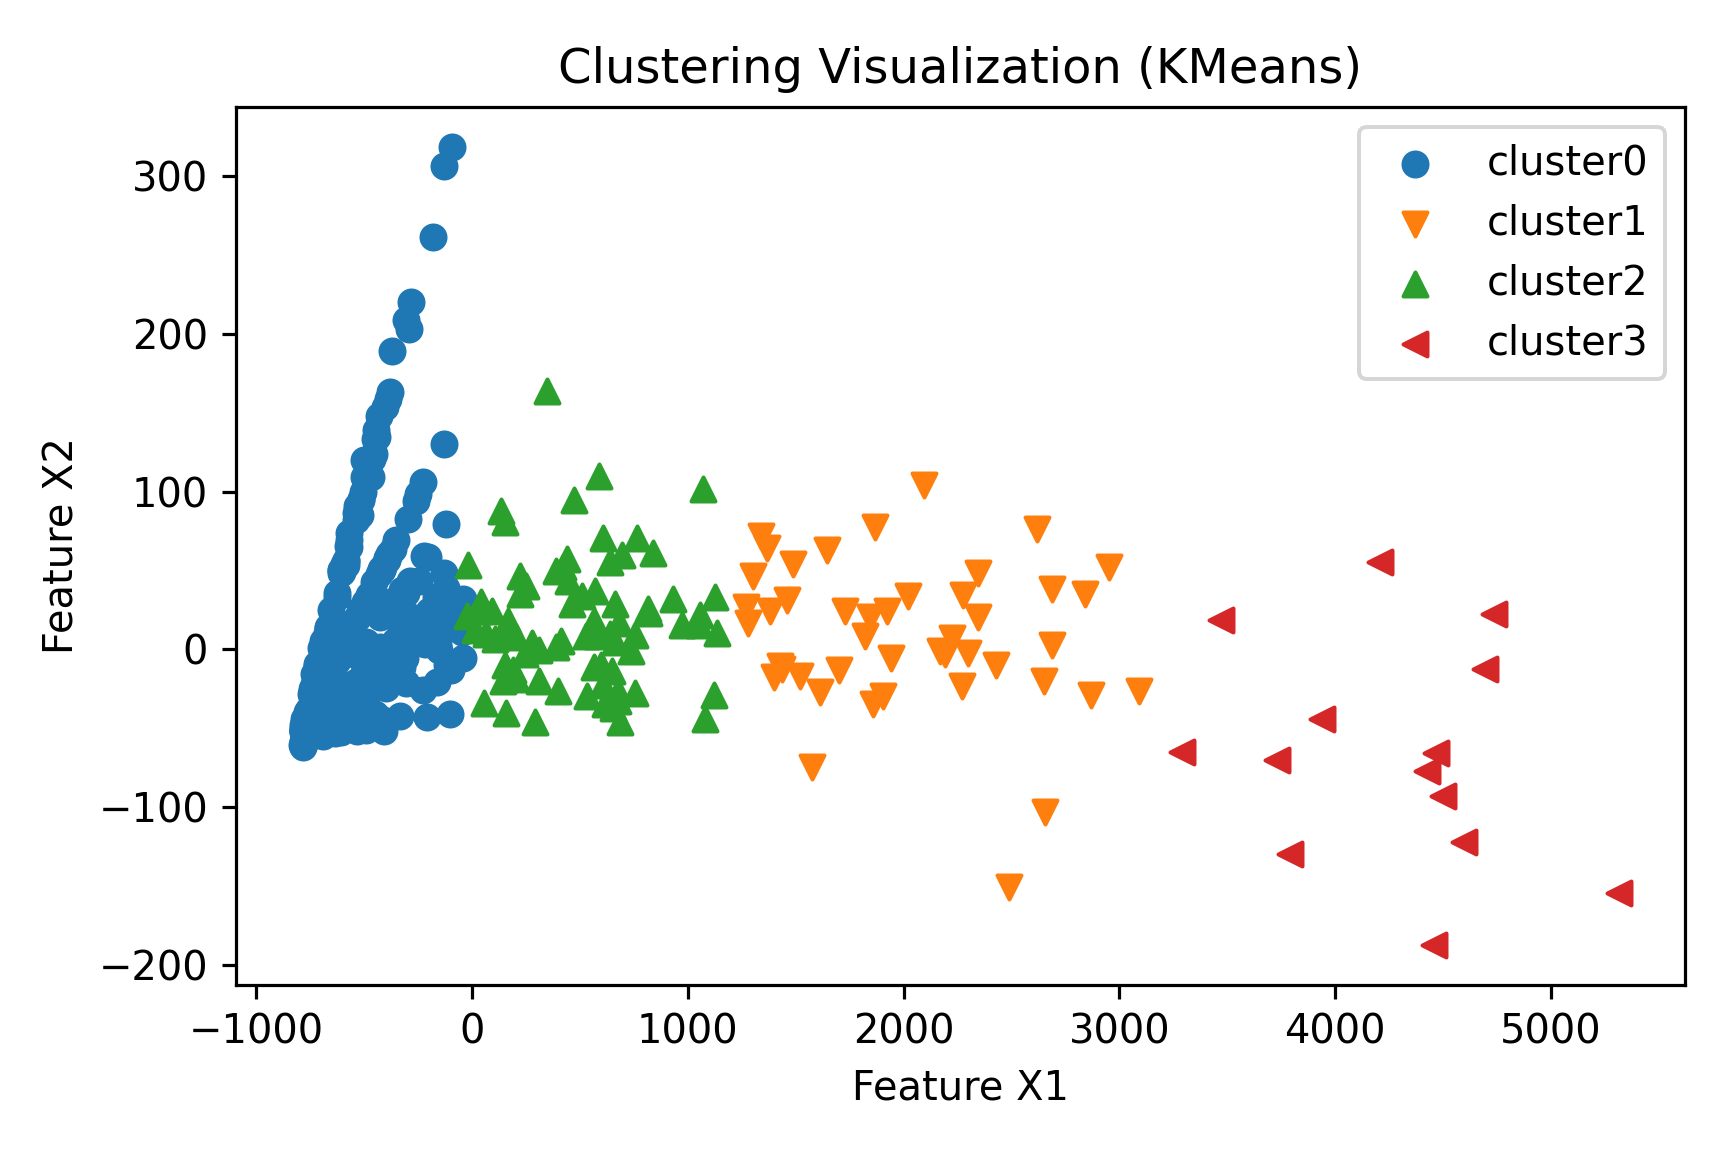 Clustering Visualization (KMeans)
cluster0
cluster1
cluster2
cluster3
Feature X2
300
200
100
0
−100
−200
−1000 0 1000 2000 3000 4000 5000
Feature X1